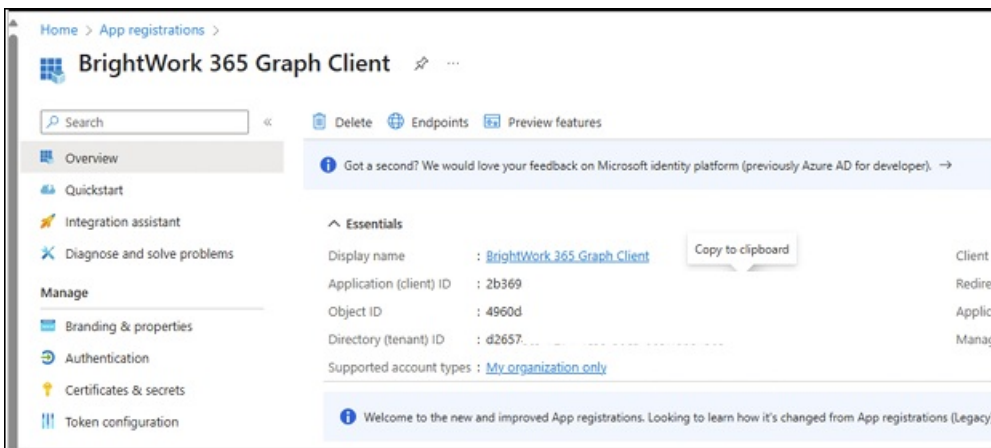 Home > App registrations >
BrightWork 365 Graph Client
Search
Delete Endpoints Preview features
Overview
Got a second? We would love your feedback on Microsoft identity platform (previously Azure AD for developer). →
Quickstart
Integration assistant
Essentials
Diagnose and solve problems
Display name : BrightWork 365 Graph Client
Copy to clipboard
Client
Application (client) ID : 2b369
Redire
Manage
Object ID : 4960d
Applic
Branding & properties
Directory (tenant) ID : d2657
Manag
Authentication
Supported account types : My organization only
Certificates & secrets
Token configuration
Welcome to the new and improved App registrations. Looking to learn how it's changed from App registrations (Legacy)